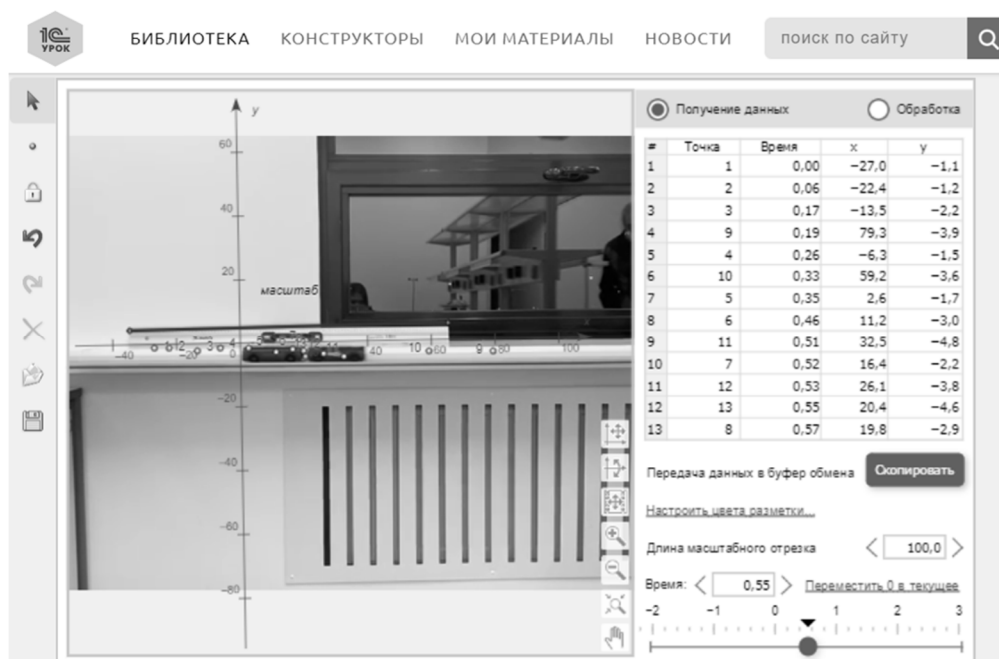 1С
УРОК
БИБЛИОТЕКА КОНСТРУКТОРЫ МОИ МАТЕРИАЛЫ НОВОСТИ поиск по сайту
Получение данных Обработка
# Точка Время x y
1 1 0,00 −27,0 −1,1
2 2 0,06 −22,4 −1,2
3 3 0,17 −13,5 −2,2
4 9 0,19 79,3 −3,9
5 4 0,26 −6,3 −1,5
6 10 0,33 59,2 −3,6
7 5 0,35 2,6 −1,7
8 6 0,46 11,2 −3,0
9 11 0,51 32,5 −4,8
10 7 0,52 16,4 −2,2
11 12 0,53 26,1 −3,8
12 13 0,55 20,4 −4,6
13 8 0,57 19,8 −2,9
Передача данных в буфер обмена Скопировать
Настроить цвета разметки...
Длина масштабного отрезка 100,0
Время: 0,55 Переместить 0 в текущее
−2 −1 0 1 2 3
y
60
40
20
масштаб
−40 −20 0 40 10 60 9 80 100
−20
−40
−60
−80